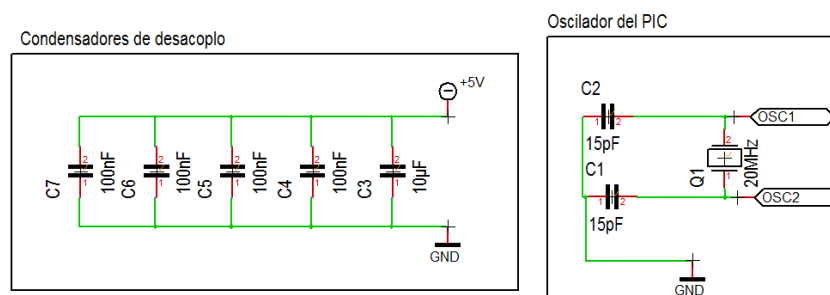 Condensadores de desacoplo
+5V
C7
2
1
100nF
C6
2
1
100nF
C5
2
1
100nF
C4
2
1
100nF
C3
2
1
10µF
GND
Oscilador del PIC
C2
1 2
15pF
OSC1
C1
1 2
15pF
Q1
2
1
20MHz
OSC2
GND